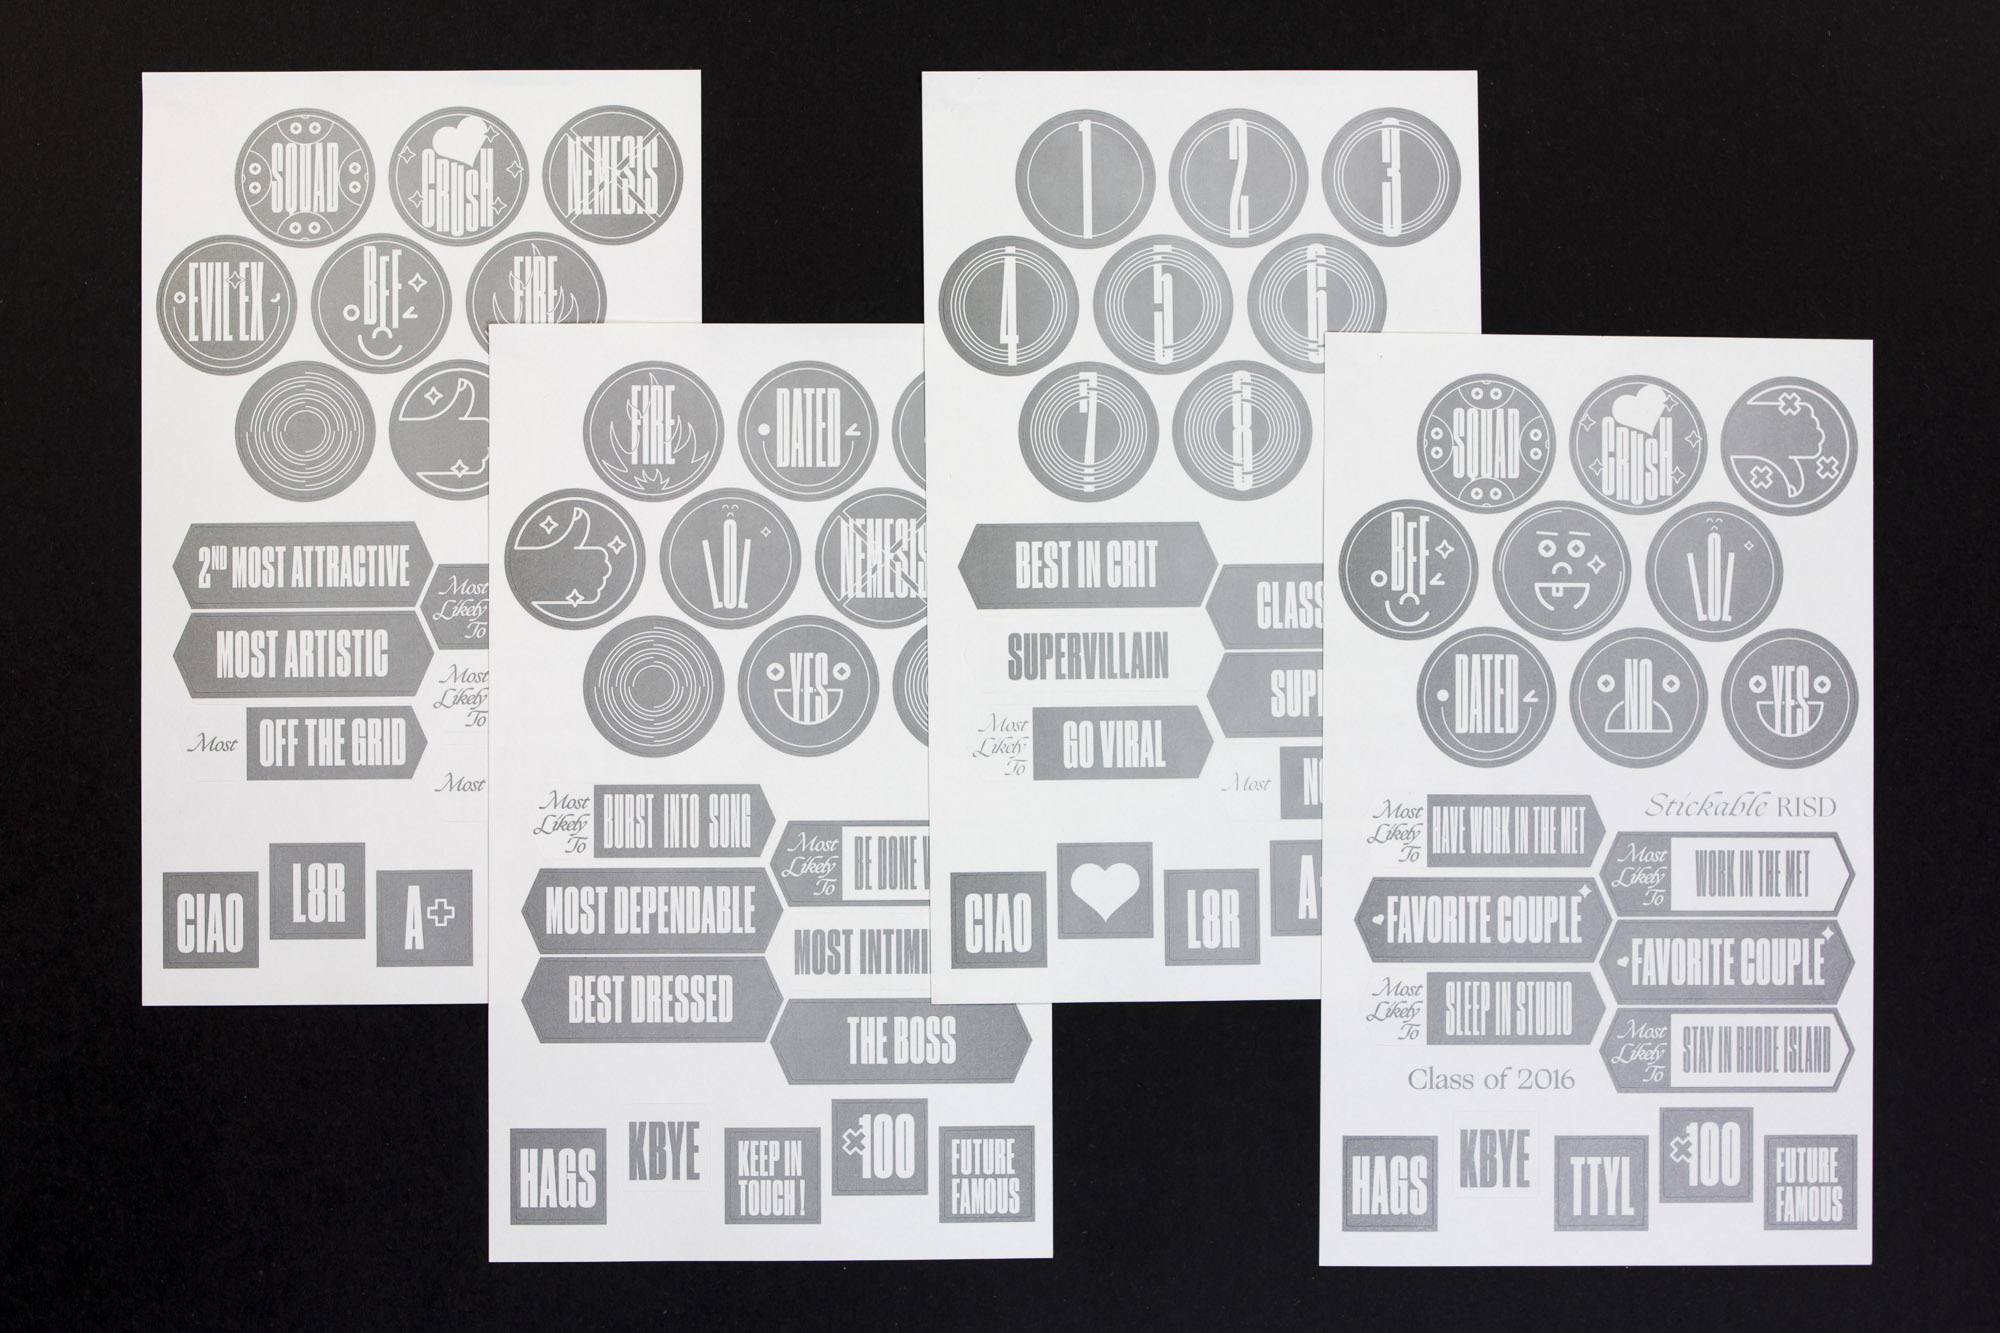 SQUAD
CRUSH
NEMESIS
EVIL EX
BFF
FIRE
2ND MOST ATTRACTIVE
Most
Likely
To
MOST ARTISTIC
Most
Likely
To
Most
OFF THE GRID
Most
CIAO
L8R
A+
FIRE
DATED
LOL
NEMESIS
YES
Most
Likely
To
BURST INTO SONG
Most
Likely
To
BE DONE
MOST DEPENDABLE
MOST INTIMI
BEST DRESSED
THE BOSS
HAGS
KBYE
KEEP IN
TOUCH!
×100
FUTURE
FAMOUS
1
2
3
4
5
6
7
8
BEST IN CRIT
CLASS
SUPERVILLAIN
SUP
Most
Likely
To
GO VIRAL
Most
CIAO
L8R
A+
SQUAD
CRUSH
BFF
LOL
DATED
NO
YES
Stickable RISD
Most
Likely
To
HAVE WORK IN THE MET
Most
Likely
To
WORK IN THE MET
FAVORITE COUPLE
FAVORITE COUPLE
Most
Likely
To
SLEEP IN STUDIO
Most
Likely
To
STAY IN RHODE ISLAND
Class of 2016
HAGS
KBYE
TTYL
×100
FUTURE
FAMOUS